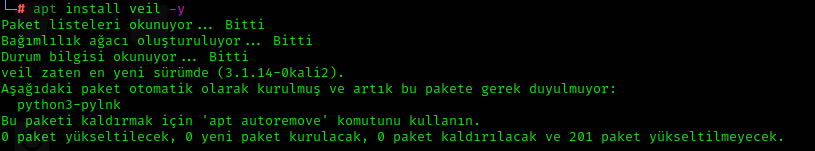 └─# apt install veil -y
Paket listeleri okunuyor... Bitti
Bağımlılık ağacı oluşturuluyor... Bitti
Durum bilgisi okunuyor... Bitti
veil zaten en yeni sürümde (3.1.14-0kali2).
Aşağıdaki paket otomatik olarak kurulmuş ve artık bu pakete gerek duyulmuyor:
  python3-pylnk
Bu paketi kaldırmak için 'apt autoremove' komutunu kullanın.
0 paket yükseltilecek, 0 yeni paket kurulacak, 0 paket kaldırılacak ve 201 paket yükseltilmeyecek.